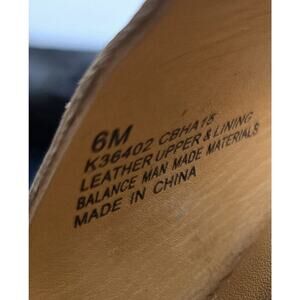 6M
K36402 CBHA15
LEATHER UPPER & LINING
BALANCE MAN MADE MATERIALS
MADE IN CHINA